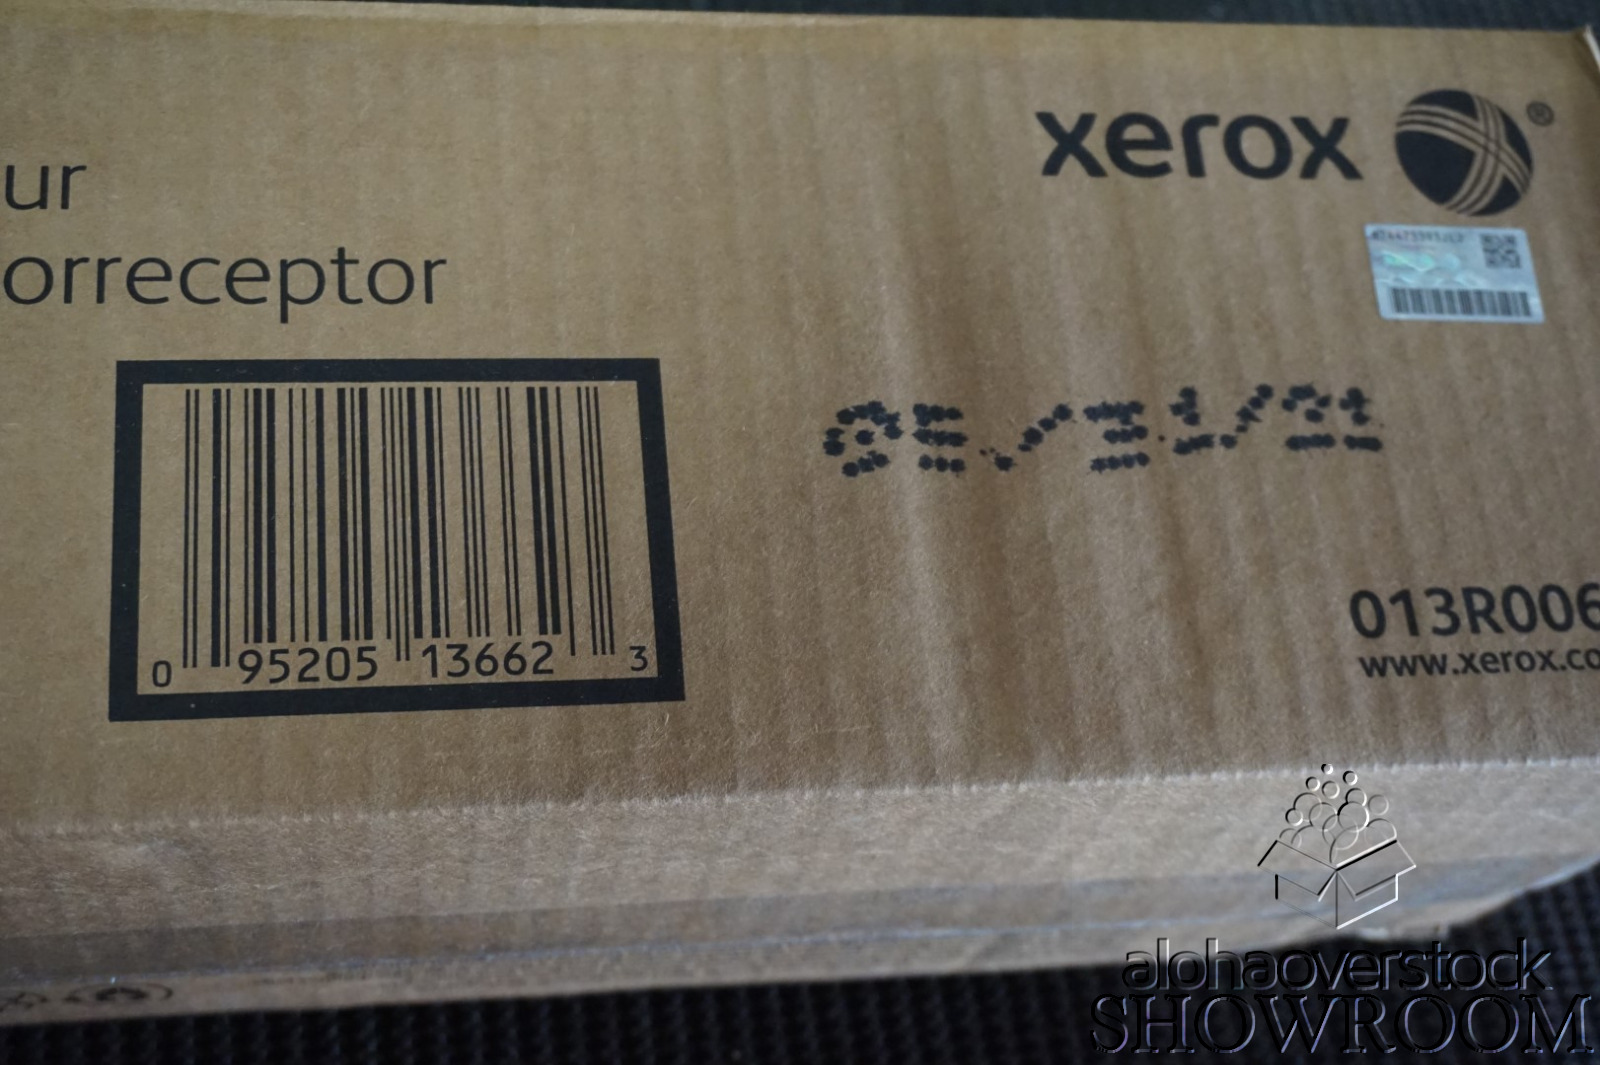 xerox ®
ur
orreceptor
05/31/21
0 95205 13662 3
013R006
www.xerox.co
alohaoverstock
SHOWROOM